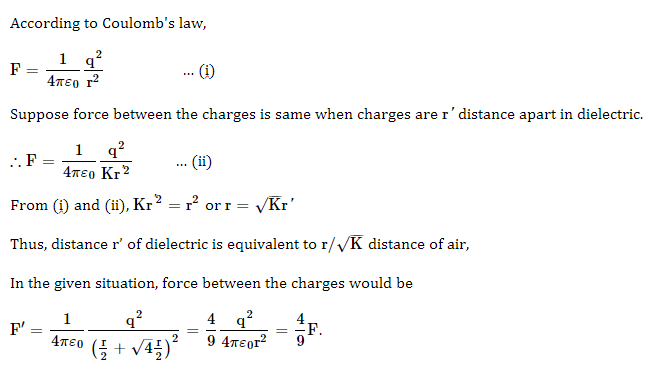 According to Coulomb's law,
F = 1/4πε₀ q²/r² ... (i)
Suppose force between the charges is same when charges are r′ distance apart in dielectric.
∴ F = 1/4πε₀ q²/Kr′² ... (ii)
From (i) and (ii), Kr′² = r² or r = √Kr′
Thus, distance r' of dielectric is equivalent to r/√K distance of air,
In the given situation, force between the charges would be
F′ = 1/4πε₀ q²/(r/2 + √4 r/2)² = 4/9 q²/4πε₀r² = 4/9 F.